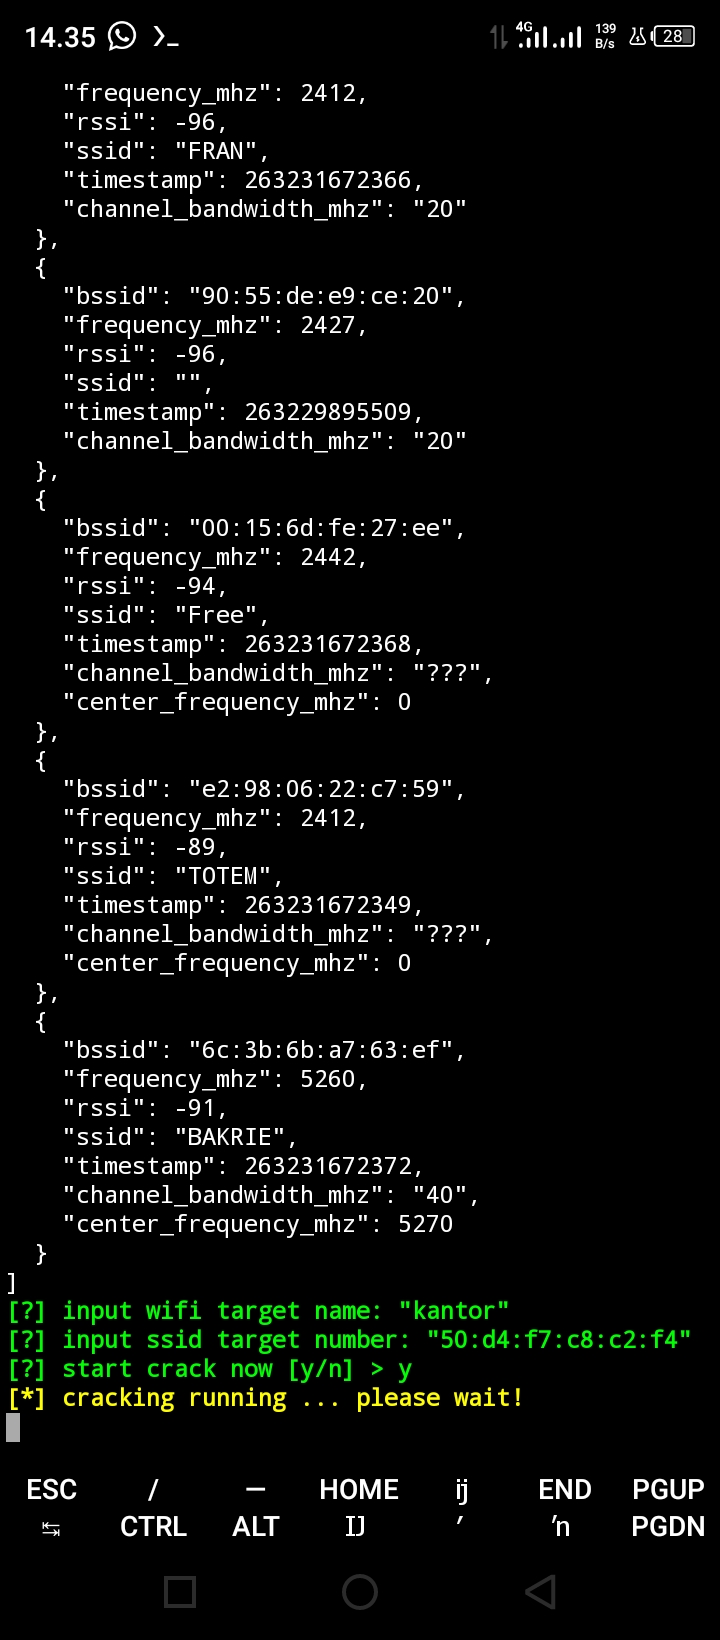 14.35 4G 139 B/s 28
"frequency_mhz": 2412,
"rssi": -96,
"ssid": "FRAN",
"timestamp": 263231672366,
"channel_bandwidth_mhz": "20"
},
{
"bssid": "90:55:de:e9:ce:20",
"frequency_mhz": 2427,
"rssi": -96,
"ssid": "",
"timestamp": 263229895509,
"channel_bandwidth_mhz": "20"
},
{
"bssid": "00:15:6d:fe:27:ee",
"frequency_mhz": 2442,
"rssi": -94,
"ssid": "Free",
"timestamp": 263231672368,
"channel_bandwidth_mhz": "???",
"center_frequency_mhz": 0
},
{
"bssid": "e2:98:06:22:c7:59",
"frequency_mhz": 2412,
"rssi": -89,
"ssid": "TOTEM",
"timestamp": 263231672349,
"channel_bandwidth_mhz": "???",
"center_frequency_mhz": 0
},
{
"bssid": "6c:3b:6b:a7:63:ef",
"frequency_mhz": 5260,
"rssi": -91,
"ssid": "BAKRIE",
"timestamp": 263231672372,
"channel_bandwidth_mhz": "40",
"center_frequency_mhz": 5270
}
]
[?] input wifi target name: "kantor"
[?] input ssid target number: "50:d4:f7:c8:c2:f4"
[?] start crack now [y/n] > y
[*] cracking running ... please wait!
ESC / — HOME ĳ END PGUP
↹ CTRL ALT Ĳ ′ ŉ PGDN